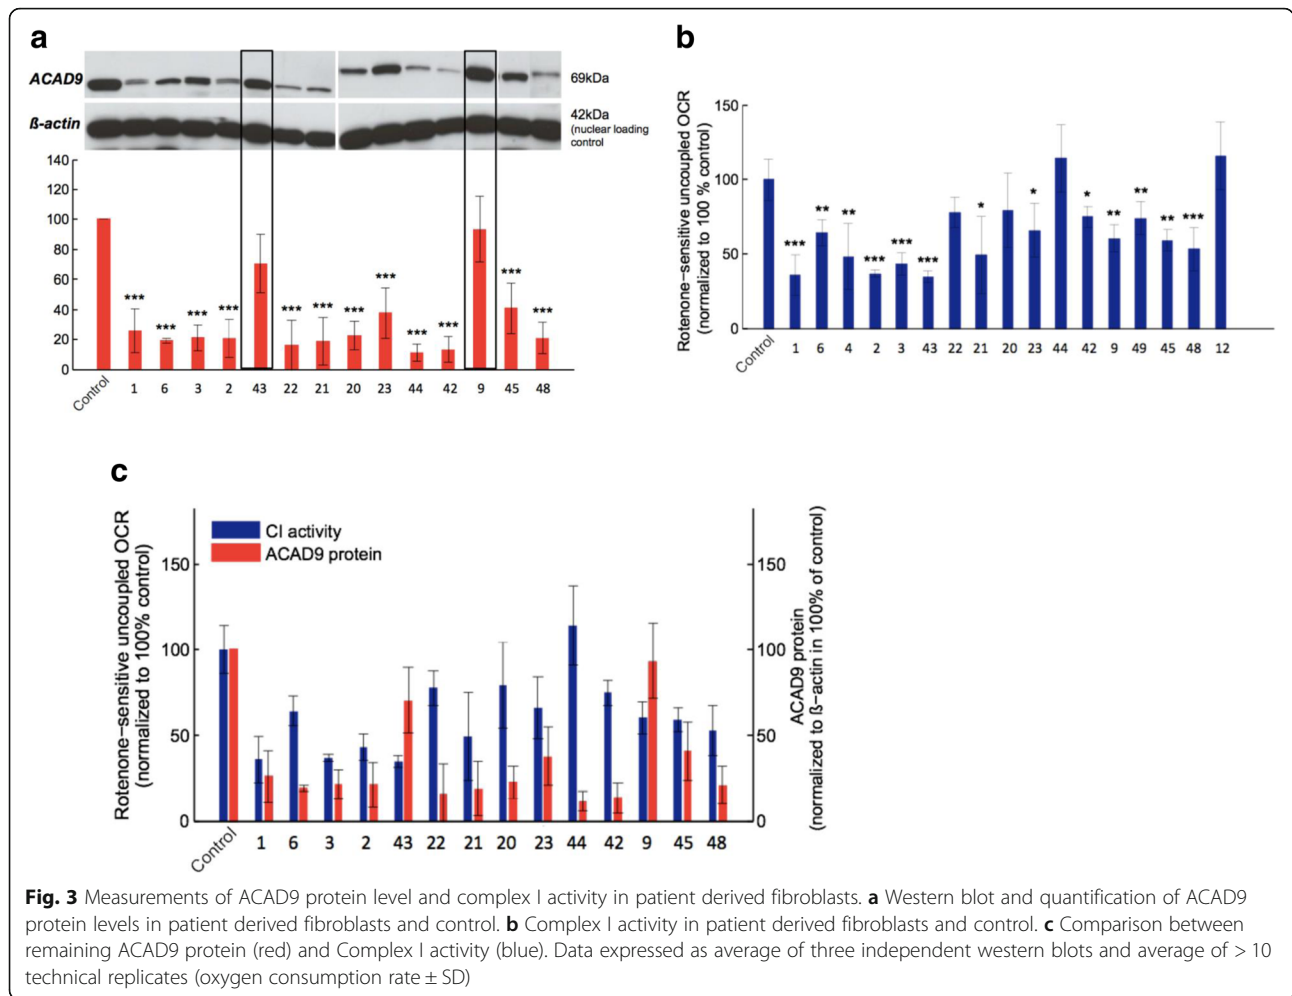 a
ACAD9
69kDa
ß-actin
42kDa
(nuclear loading
control
140
120
100
80
60
40
20
0
*** *** *** *** *** *** *** *** *** *** *** ***
Control 1 6 3 2 43 22 21 20 23 44 42 9 45 48
b
Rotenone-sensitive uncoupled OCR
(normalized to 100 % control)
150
100
50
0
*** ** ** *** *** *** * * * ** ** ** ***
Control 1 6 4 2 3 43 22 21 20 23 44 42 9 49 45 48 12
c
Rotenone-sensitive uncoupled OCR
(normalized to 100% control)
CI activity
ACAD9 protein
150
100
50
0
150
100
50
0
ACAD9 protein
(normalized to ß-actin in 100% of control)
Control 1 6 3 2 43 22 21 20 23 44 42 9 45 48
Fig. 3 Measurements of ACAD9 protein level and complex I activity in patient derived fibroblasts. a Western blot and quantification of ACAD9
protein levels in patient derived fibroblasts and control. b Complex I activity in patient derived fibroblasts and control. c Comparison between
remaining ACAD9 protein (red) and Complex I activity (blue). Data expressed as average of three independent western blots and average of > 10
technical replicates (oxygen consumption rate ± SD)